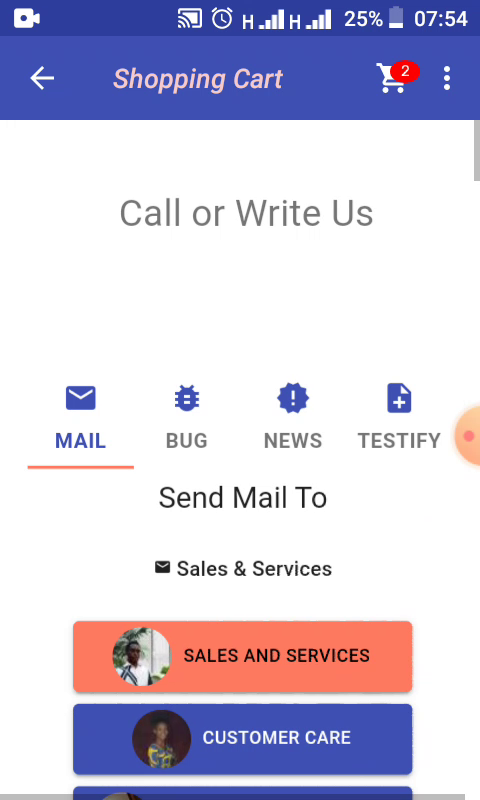 H H 25% 07:54
Shopping Cart 2
Call or Write Us
MAIL BUG NEWS TESTIFY
Send Mail To
Sales & Services
SALES AND SERVICES
CUSTOMER CARE